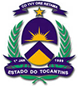 CO YVY ORE RETAMA
1º JAN.
1989
ESTADO DO TOCANTINS